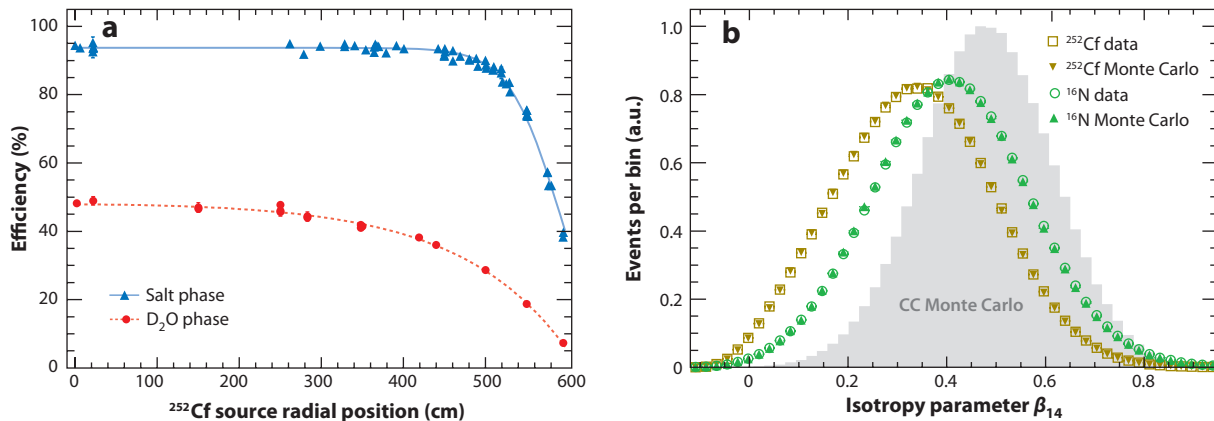 a
100
80
60
40
20
0
Efficiency (%)
Salt phase
D₂O phase
0
100
200
300
400
500
600
²⁵²Cf source radial position (cm)
b
1.0
0.8
0.6
0.4
0.2
0
Events per bin (a.u.)
²⁵²Cf data
²⁵²Cf Monte Carlo
¹⁶N data
¹⁶N Monte Carlo
CC Monte Carlo
0
0.2
0.4
0.6
0.8
Isotropy parameter β₁₄